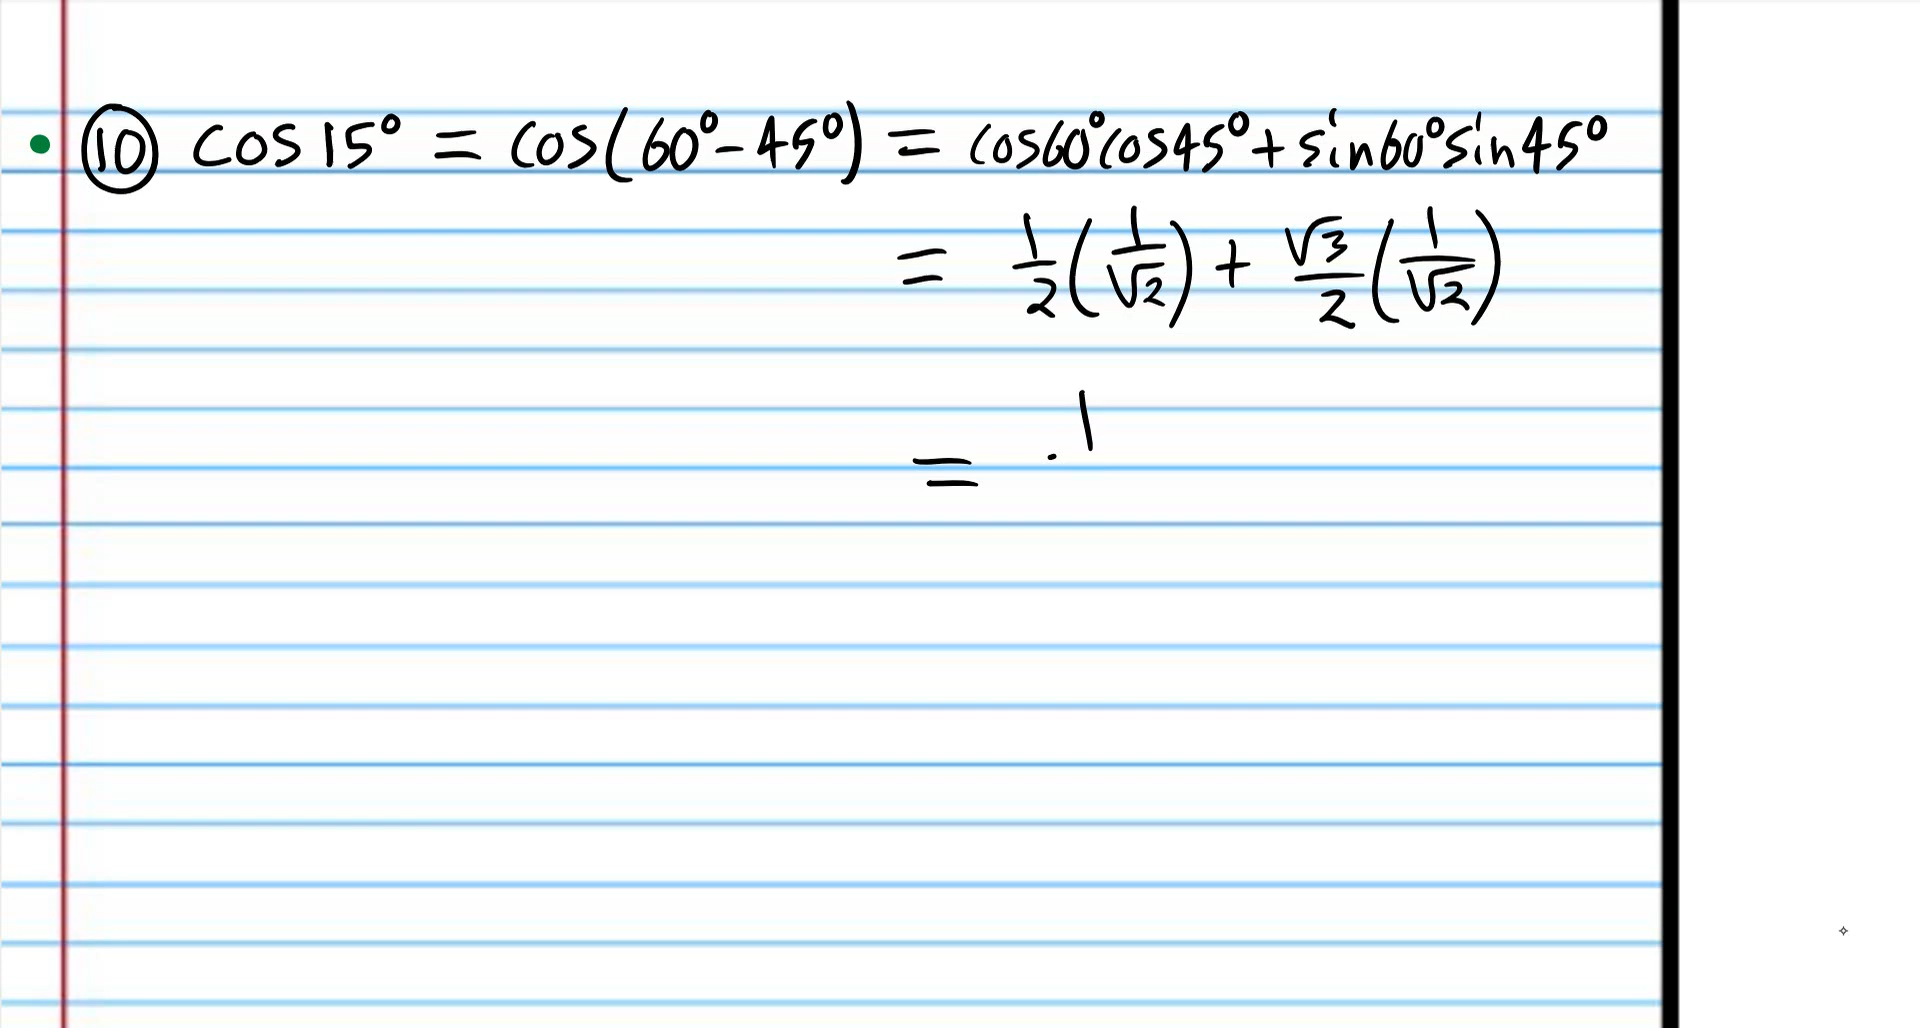 ⑩ cos 15° = cos(60° - 45°) = cos60°cos45° + sin60°sin45°
= 1/2 (1/√2) + √3/2 (1/√2)
= . 1